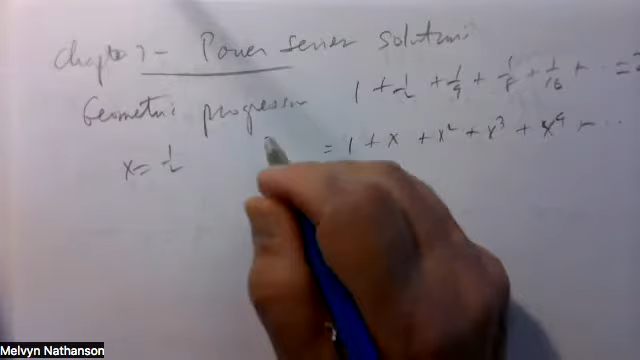 Chapter 7 - Power Series Solutions
Geometric progression 1 + 1/2 + 1/4 + 1/8 + 1/16 + ... =
x = 1/2 = 1 + x + x² + x³ + x⁴ + ...
Melvyn Nathanson